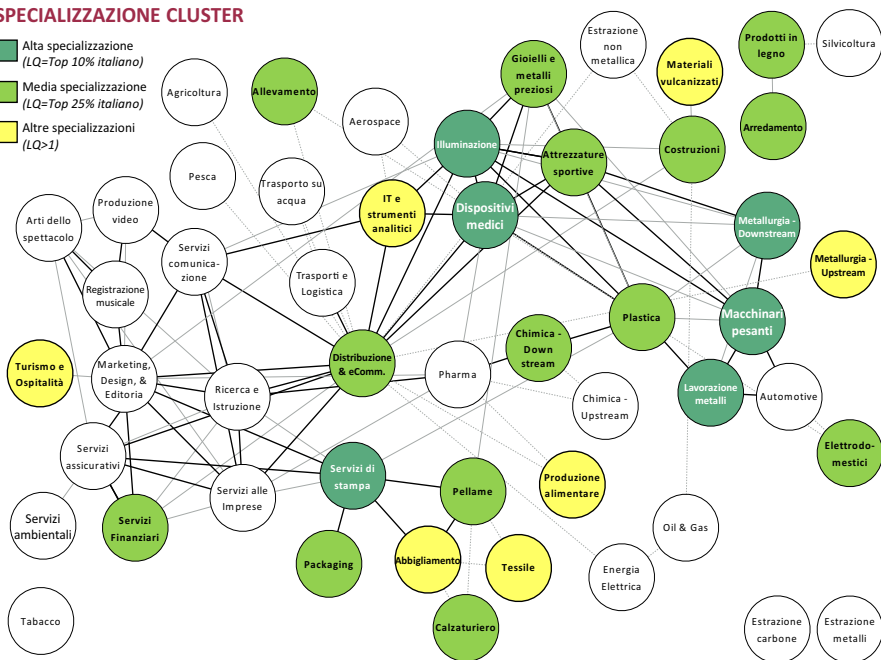 SPECIALIZZAZIONE CLUSTER
Alta specializzazione
(LQ=Top 10% italiano)
Media specializzazione
(LQ=Top 25% italiano)
Altre specializzazioni
(LQ>1)
Agricoltura
Allevamento
Aerospace
Gioielli e
metalli
preziosi
Estrazione
non
metallica
Materiali
vulcanizzati
Prodotti in
legno
Silvicoltura
Illuminazione
Attrezzature
sportive
Costruzioni
Arredamento
Pesca
Trasporto su
acqua
IT e
strumenti
analitici
Dispositivi
medici
Metallurgia -
Downstream
Arti dello
spettacolo
Produzione
video
Servizi
comunica-
zione
Metallurgia -
Upstream
Registrazione
musicale
Trasporti e
Logistica
Plastica
Macchinari
pesanti
Turismo e
Ospitalità
Marketing,
Design, &
Editoria
Ricerca e
Istruzione
Distribuzione
& eComm.
Pharma
Chimica -
Down
stream
Chimica -
Upstream
Lavorazione
metalli
Automotive
Servizi
assicurativi
Servizi alle
Imprese
Servizi di
stampa
Pellame
Produzione
alimentare
Elettrodo-
mestici
Servizi
ambientali
Servizi
Finanziari
Packaging
Abbigliamento
Tessile
Oil & Gas
Energia
Elettrica
Tabacco
Calzaturiero
Estrazione
carbone
Estrazione
metalli